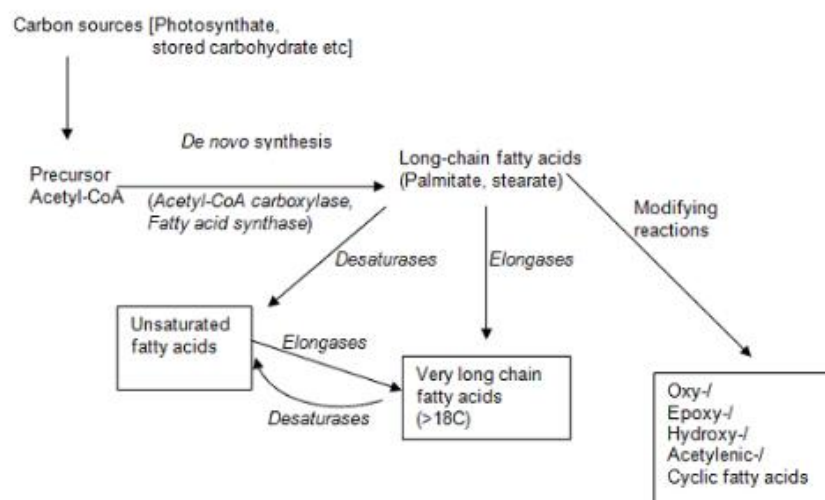 Carbon sources [Photosynthate,
stored carbohydrate etc]
De novo synthesis
Precursor
Acetyl-CoA
(Acetyl-CoA carboxylase,
Fatty acid synthase)
Long-chain fatty acids
(Palmitate, stearate)
Modifying
reactions
Desaturases
Elongases
Unsaturated
fatty acids
Elongases
Desaturases
Very long chain
fatty acids
(>18C)
Oxy-/
Epoxy-/
Hydroxy-/
Acetylenic-/
Cyclic fatty acids